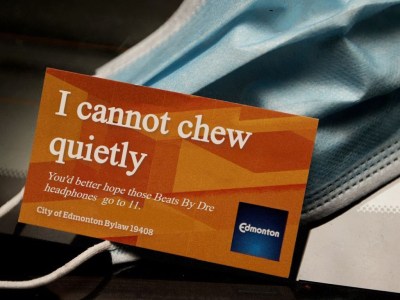 I cannot chew
quietly
You'd better hope those Beats By Dre
headphones go to 11.
City of Edmonton Bylaw 19408
Edmonton